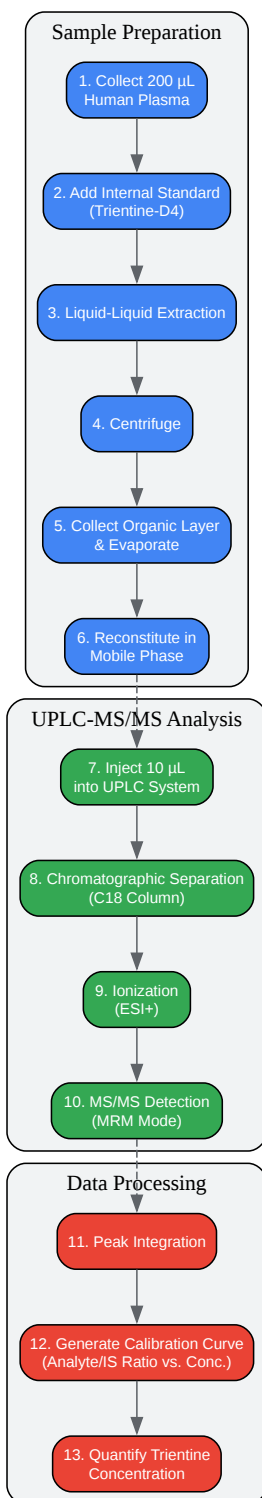 Sample Preparation
1. Collect 200 µL
Human Plasma
2. Add Internal Standard
(Trientine-D4)
3. Liquid-Liquid Extraction
4. Centrifuge
5. Collect Organic Layer
& Evaporate
6. Reconstitute in
Mobile Phase
UPLC-MS/MS Analysis
7. Inject 10 µL
into UPLC System
8. Chromatographic Separation
(C18 Column)
9. Ionization
(ESI+)
10. MS/MS Detection
(MRM Mode)
Data Processing
11. Peak Integration
12. Generate Calibration Curve
(Analyte/IS Ratio vs. Conc.)
13. Quantify Trientine
Concentration